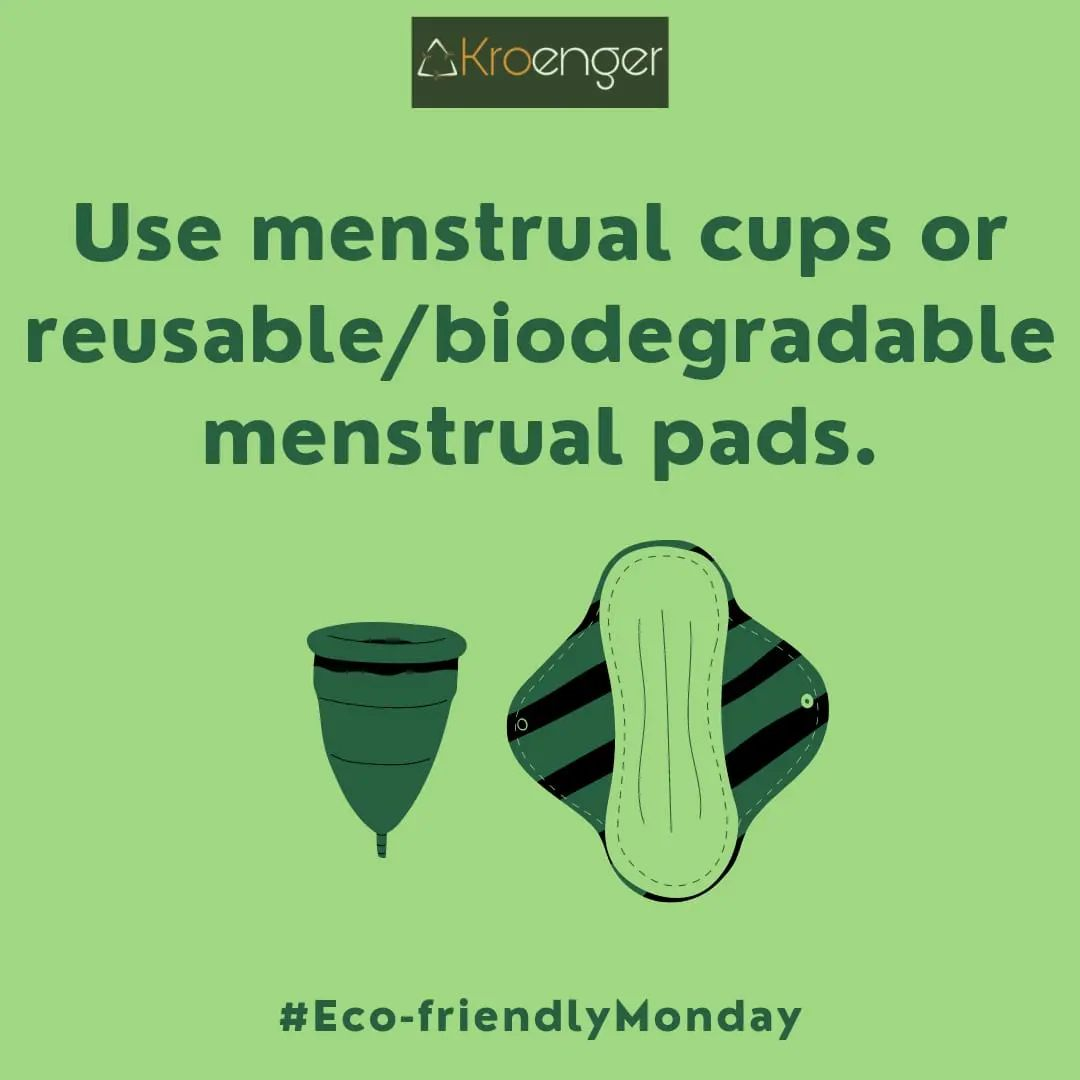 Kroenger
Use menstrual cups or
reusable/biodegradable
menstrual pads.
#Eco-friendlyMonday